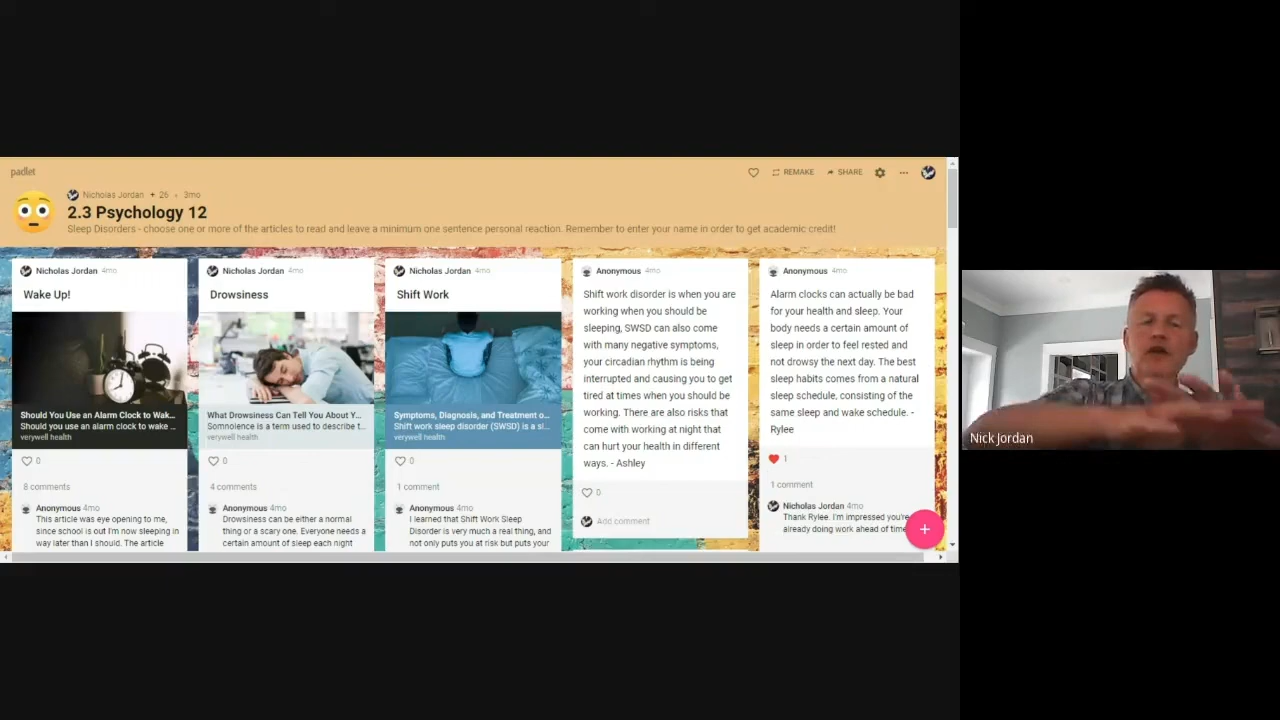 padlet
REMAKE
SHARE
Nicholas Jordan + 26 • 3mo
2.3 Psychology 12
Sleep Disorders - choose one or more of the articles to read and leave a minimum one sentence personal reaction. Remember to enter your name in order to get academic credit!
Nicholas Jordan 4mo
Wake Up!
Should You Use an Alarm Clock to Wak...
Should you use an alarm clock to wake ...
verywell health
0
8 comments
Anonymous 4mo
This article was eye opening to me,
since school is out I'm now sleeping in
way later than I should. The article
Nicholas Jordan 4mo
Drowsiness
What Drowsiness Can Tell You About Y...
Somnolence is a term used to describe t...
verywell health
0
4 comments
Anonymous 4mo
Drowsiness can be either a normal
thing or a scary one. Everyone needs a
certain amount of sleep each night
Nicholas Jordan 4mo
Shift Work
Symptoms, Diagnosis, and Treatment o...
Shift work sleep disorder (SWSD) is a sl...
verywell health
0
1 comment
Anonymous 4mo
I learned that Shift Work Sleep
Disorder is very much a real thing, and
not only puts you at risk but puts your
Anonymous 4mo
Shift work disorder is when you are
working when you should be
sleeping, SWSD can also come
with many negative symptoms,
your circadian rhythm is being
interrupted and causing you to get
tired at times when you should be
working. There are also risks that
come with working at night that
can hurt your health in different
ways. - Ashley
0
Add comment
Anonymous 4mo
Alarm clocks can actually be bad
for your health and sleep. Your
body needs a certain amount of
sleep in order to feel rested and
not drowsy the next day. The best
sleep habits comes from a natural
sleep schedule, consisting of the
same sleep and wake schedule. -
Rylee
1
1 comment
Nicholas Jordan 4mo
Thank Rylee. I'm impressed you're
already doing work ahead of time
Nick Jordan